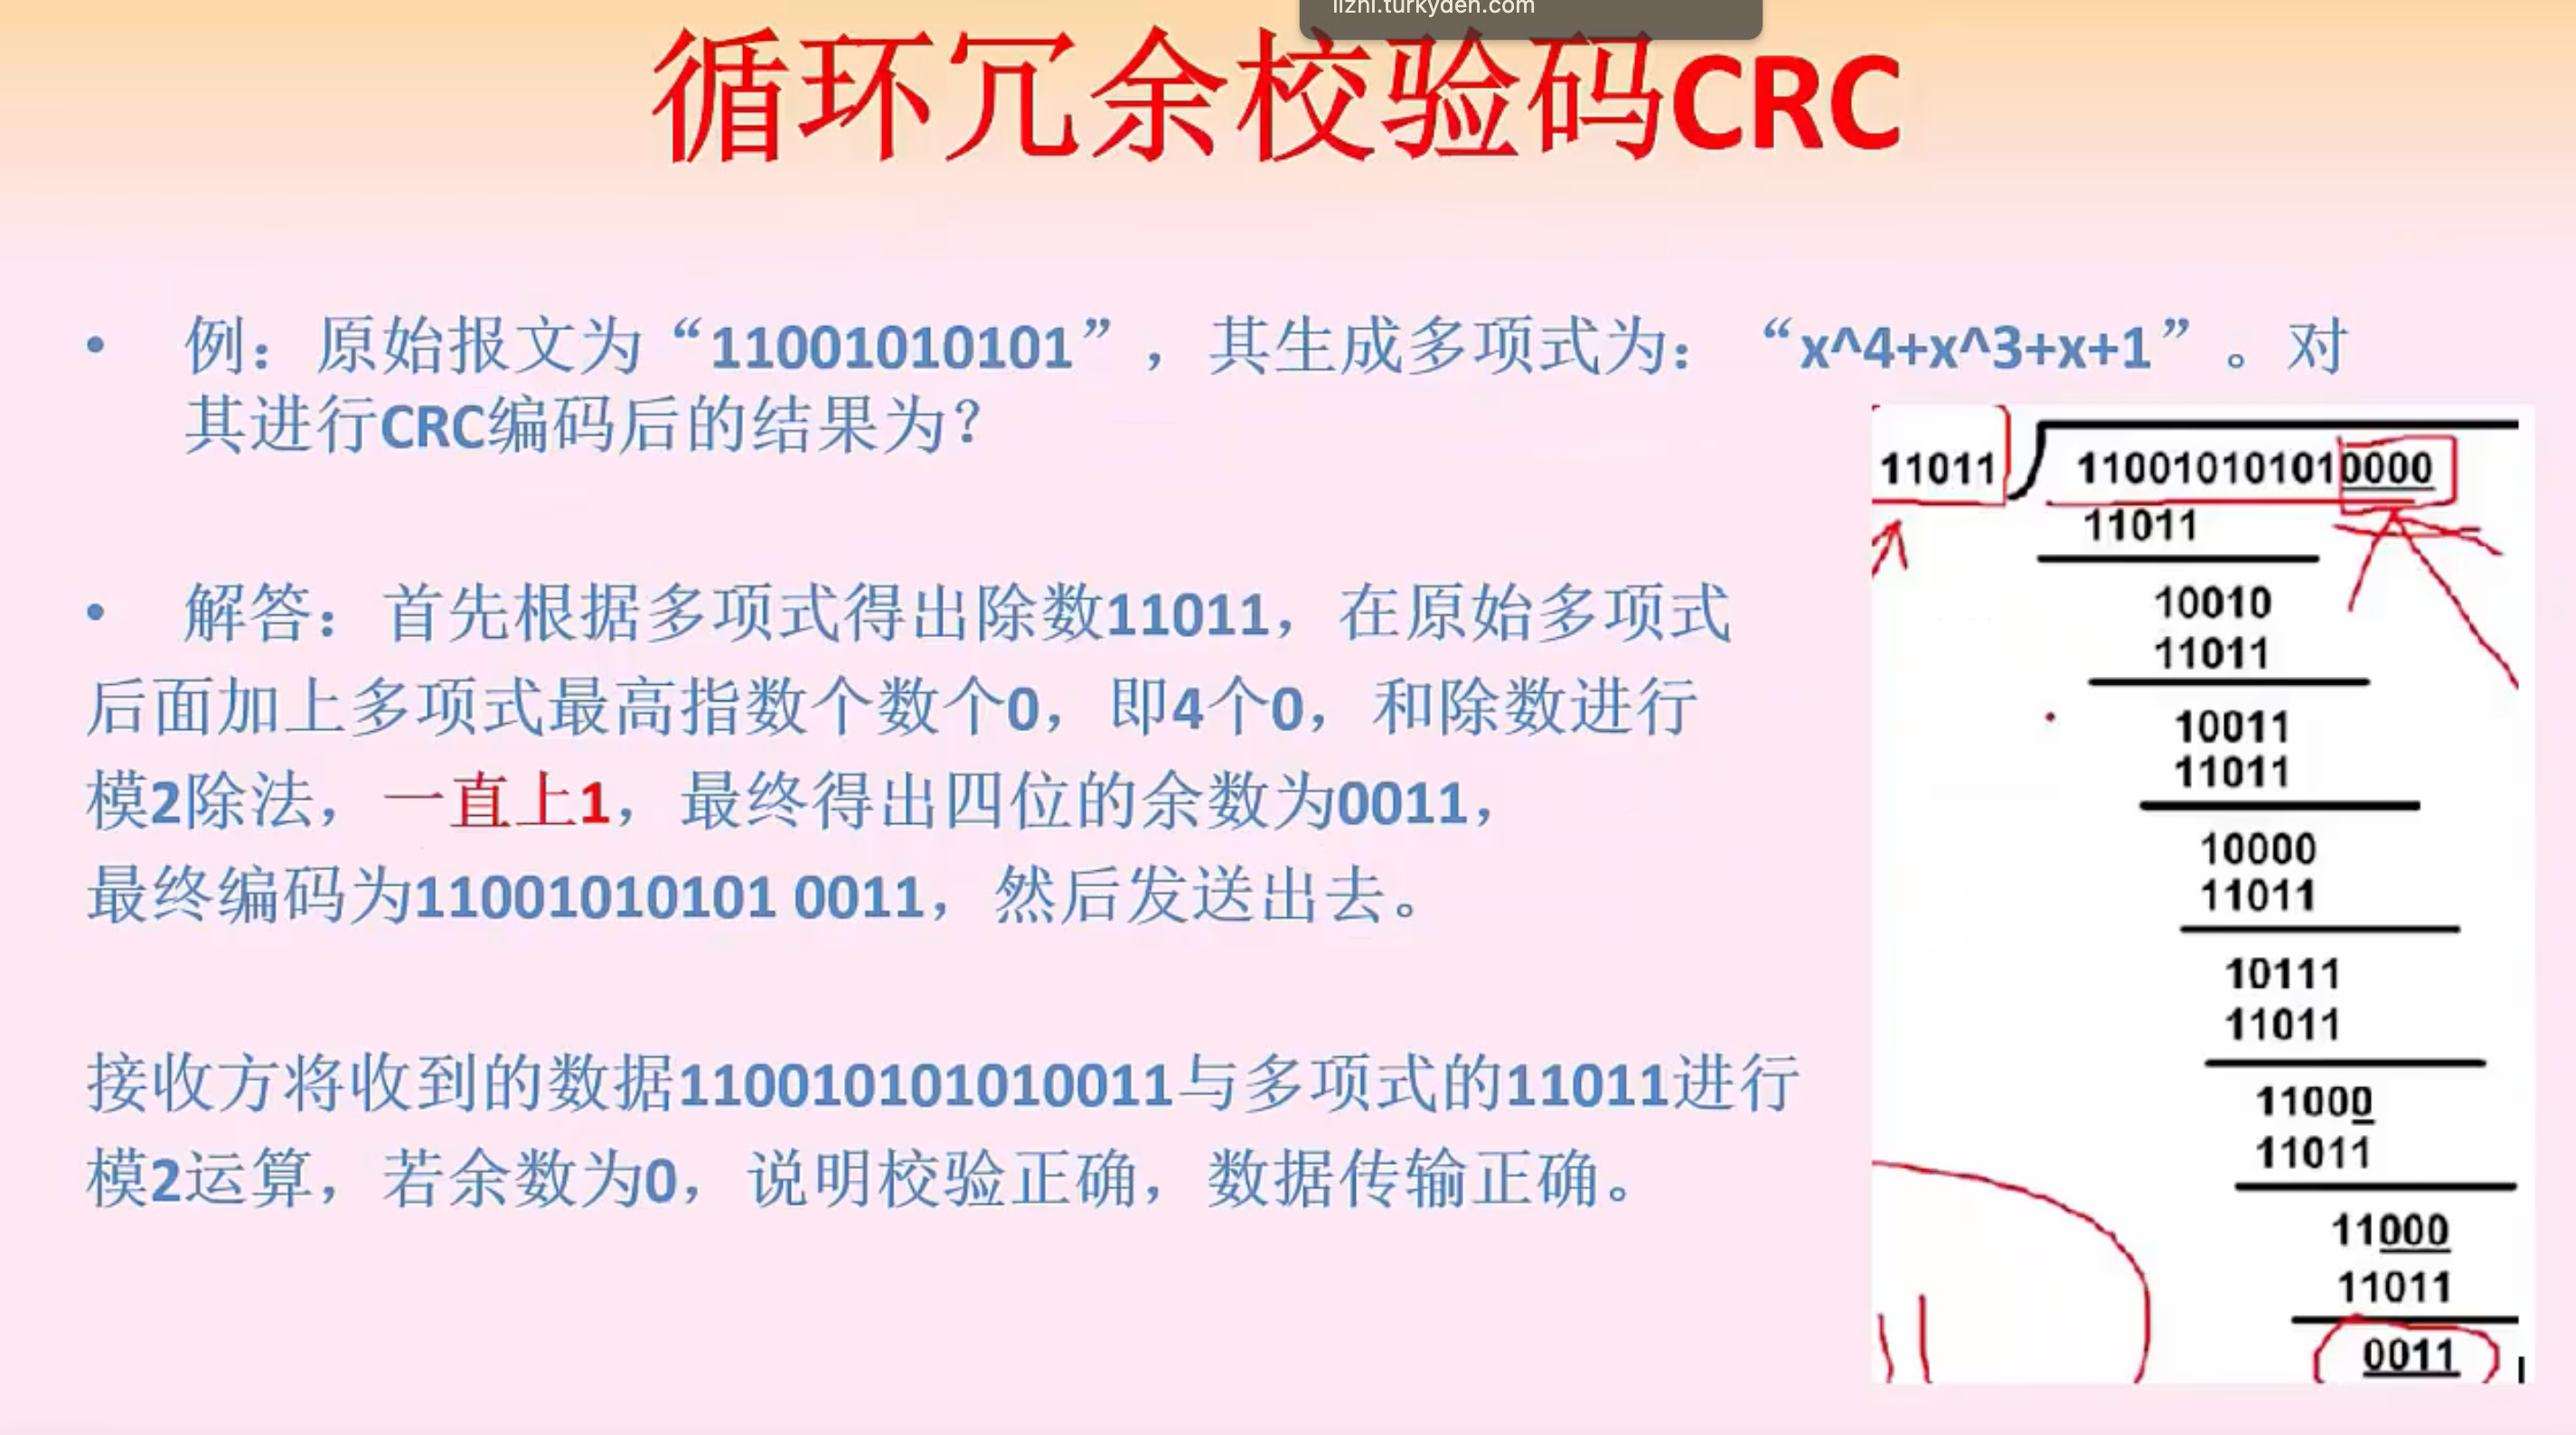 lizhi.turkyden.com
循环冗余校验码CRC
• 例：原始报文为“11001010101”，其生成多项式为：“x^4+x^3+x+1”。对
其进行CRC编码后的结果为？
• 解答：首先根据多项式得出除数11011，在原始多项式
后面加上多项式最高指数个数个0，即4个0，和除数进行
模2除法，一直上1，最终得出四位的余数为0011，
最终编码为11001010101 0011，然后发送出去。
接收方将收到的数据110010101010011与多项式的11011进行
模2运算，若余数为0，说明校验正确，数据传输正确。
11011 110010101010000
11011
10010
11011
10011
11011
10000
11011
10111
11011
11000
11011
11000
11011
0011